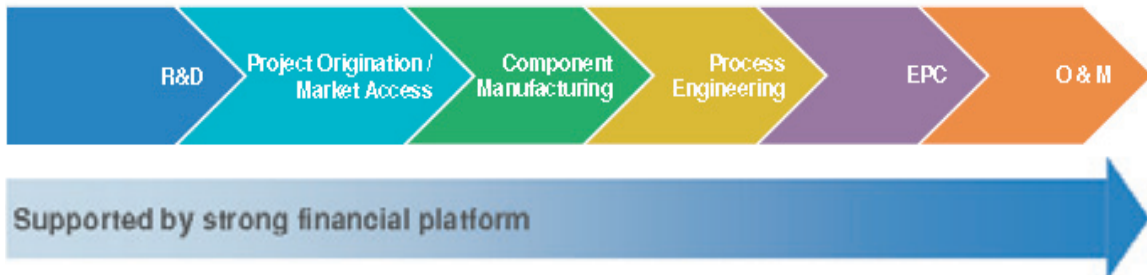 R&D
Project Origination /
Market Access
Component
Manufacturing
Process
Engineering
EPC
O & M
Supported by strong financial platform